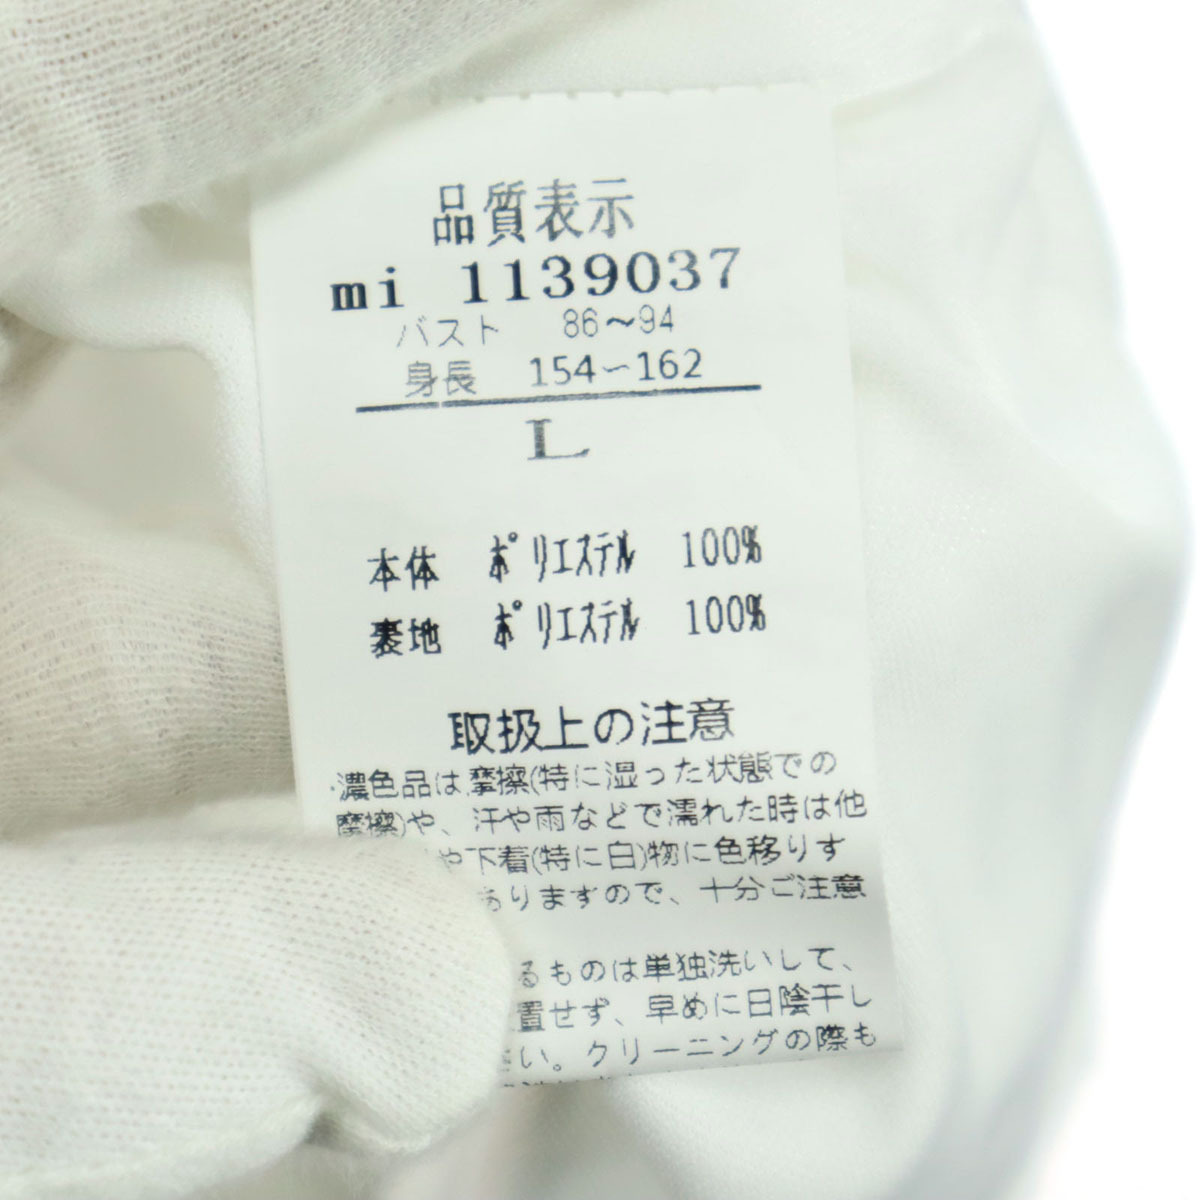 品質表示
mi 1139037
バスト 86～94
身長 154～162
L
本体 ポリエステル 100%
裏地 ポリエステル 100%
取扱上の注意
濃色品は摩擦(特に湿った状態での
摩擦)や、汗や雨などで濡れた時は他
や下着(特に白)物に色移りす
ありますので、十分ご注意
るものは単独洗いして、
置せず、早めに日陰干し
さい。クリーニングの際も